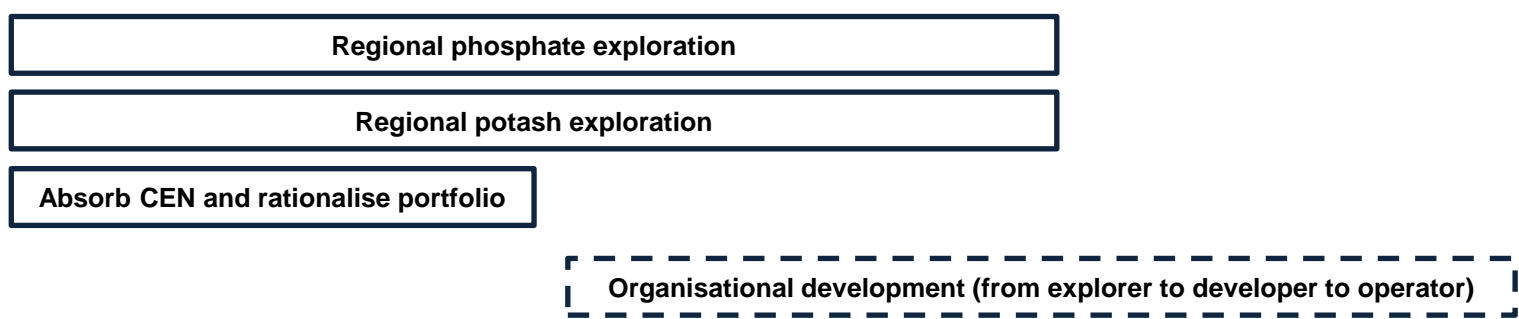 Regional phosphate exploration
Regional potash exploration
Absorb CEN and rationalise portfolio
Organisational development (from explorer to developer to operator)